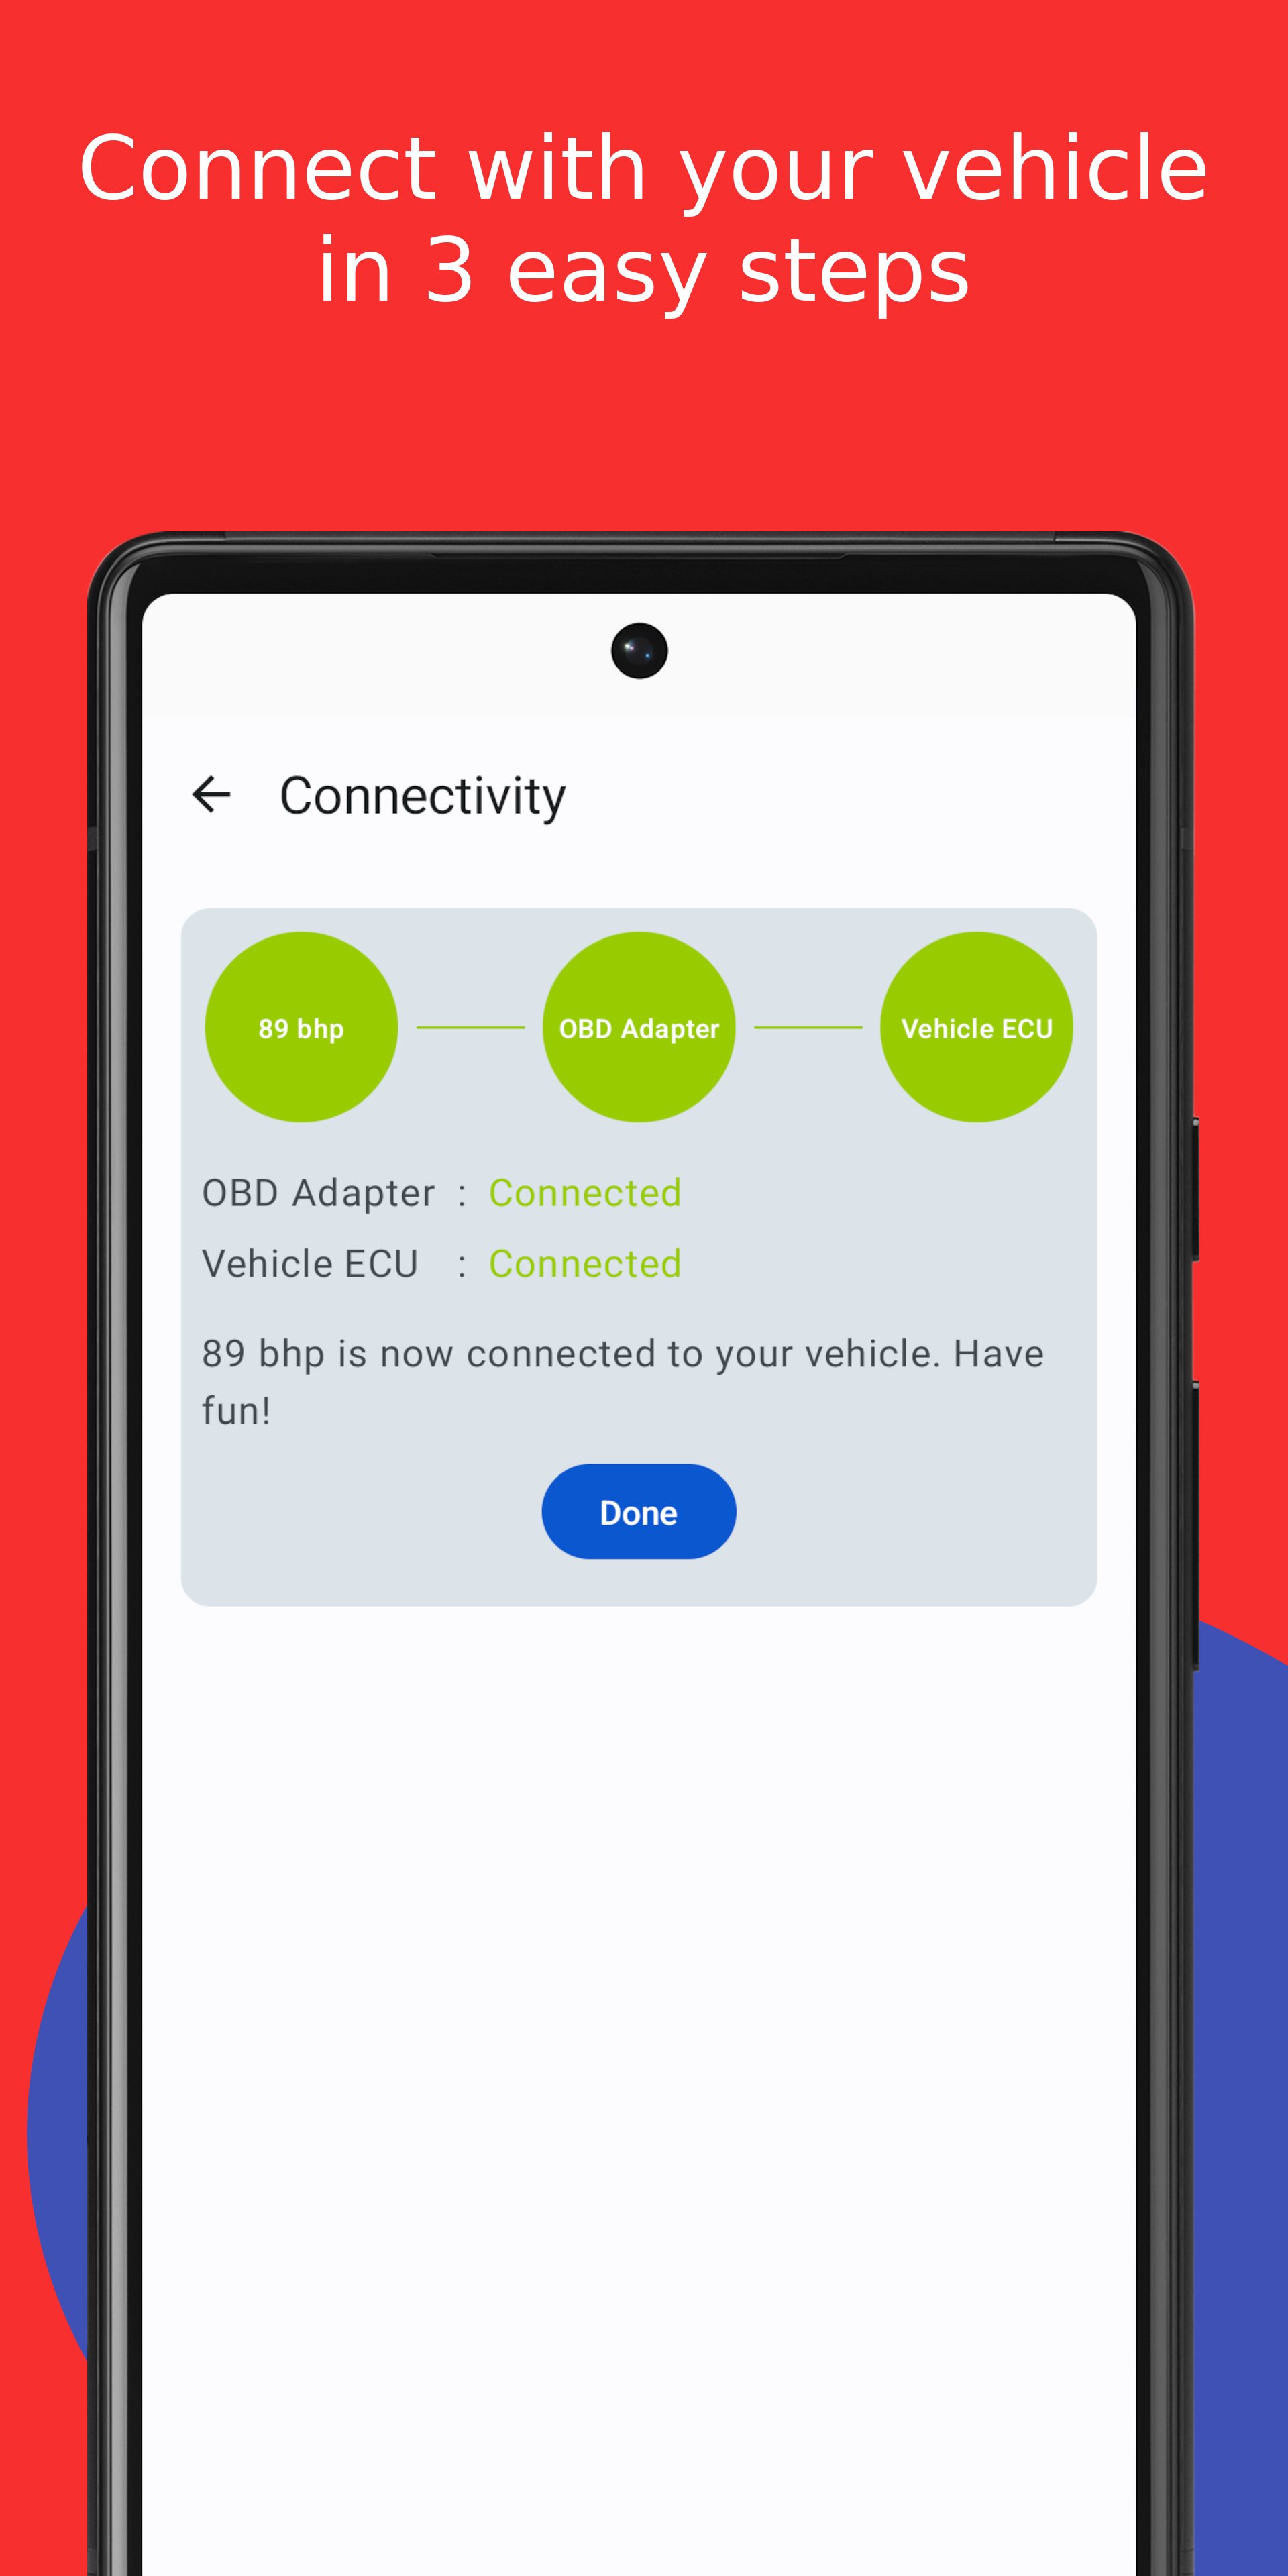 Connect with your vehicle
in 3 easy steps
Connectivity
89 bhp
OBD Adapter
Vehicle ECU
OBD Adapter : Connected
Vehicle ECU : Connected
89 bhp is now connected to your vehicle. Have
fun!
Done